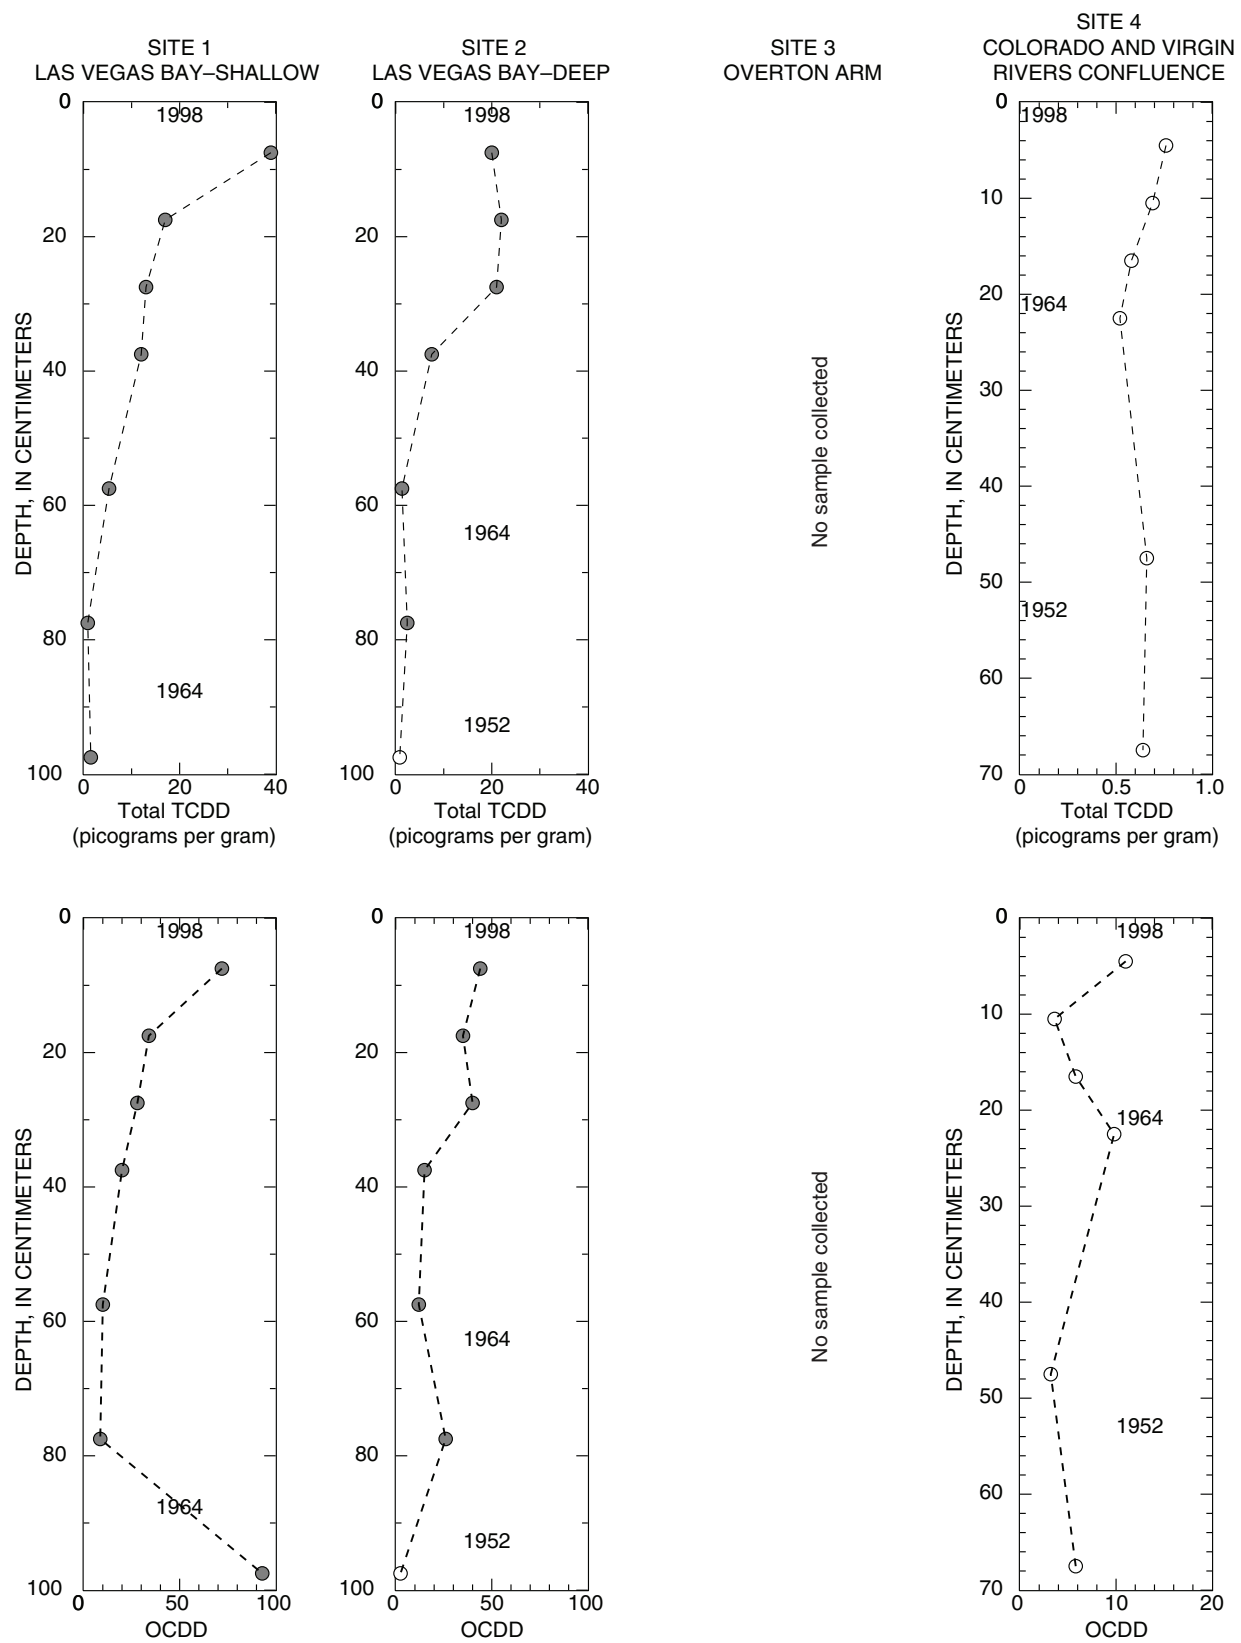 SITE 1
LAS VEGAS BAY–SHALLOW
SITE 2
LAS VEGAS BAY–DEEP
SITE 3
OVERTON ARM
SITE 4
COLORADO AND VIRGIN
RIVERS CONFLUENCE
DEPTH, IN CENTIMETERS
0
20
40
60
80
100
1998
1964
0 20 40
Total TCDD
(picograms per gram)
0
20
40
60
80
100
1998
1964
1952
0 20 40
Total TCDD
(picograms per gram)
No sample collected
DEPTH, IN CENTIMETERS
0
10
20
30
40
50
60
70
1998
1964
1952
0 0.5 1.0
Total TCDD
(picograms per gram)
DEPTH, IN CENTIMETERS
0
20
40
60
80
100
1998
1964
0 50 100
OCDD
0
20
40
60
80
100
1998
1964
1952
0 50 100
OCDD
No sample collected
DEPTH, IN CENTIMETERS
0
10
20
30
40
50
60
70
1998
1964
1952
0 10 20
OCDD